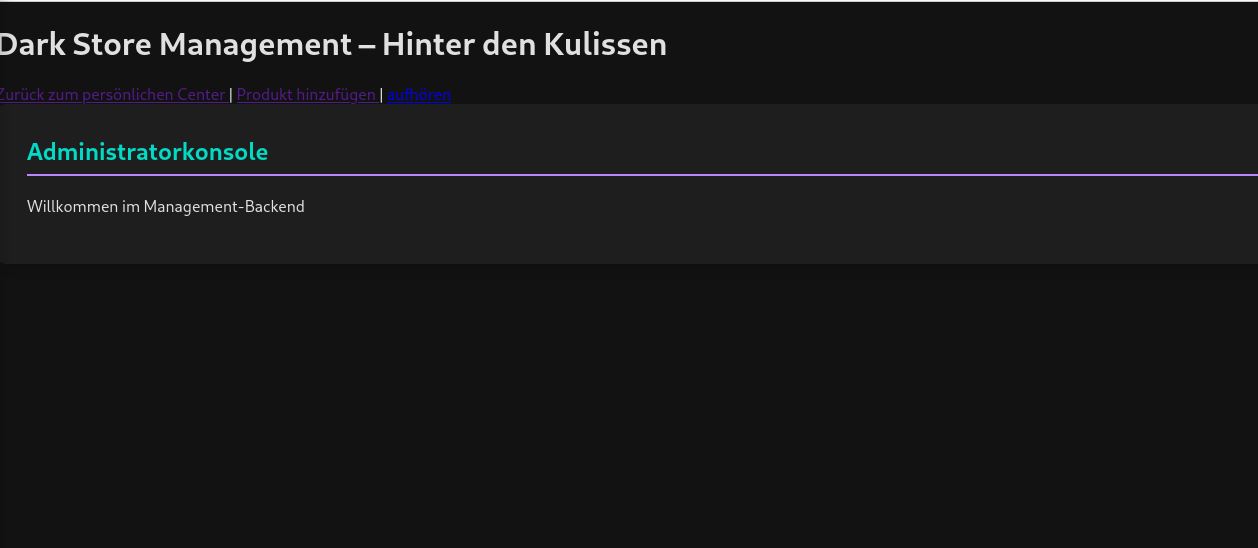 Dark Store Management – Hinter den Kulissen
Zurück zum persönlichen Center | Produkt hinzufügen | aufhören
Administratorkonsole
Willkommen im Management-Backend